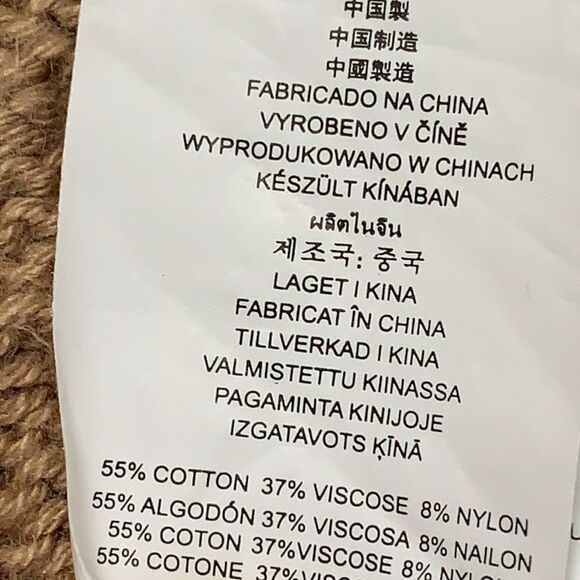 中国製
中国制造
中國製造
FABRICADO NA CHINA
VYROBENO V ČÍNĚ
WYPRODUKOWANO W CHINACH
KÉSZÜLT KÍNÁBAN
ผลิตในจีน
제조국: 중국
LAGET I KINA
FABRICAT ÎN CHINA
TILLVERKAD I KINA
VALMISTETTU KIINASSA
PAGAMINTA KINIJOJE
IZGATAVOTS ĶĪNĀ
55% COTTON 37% VISCOSE 8% NYLON
55% ALGODÓN 37% VISCOSA 8% NAILON
55% COTON 37%VISCOSE 8%
55% COTONE 37%